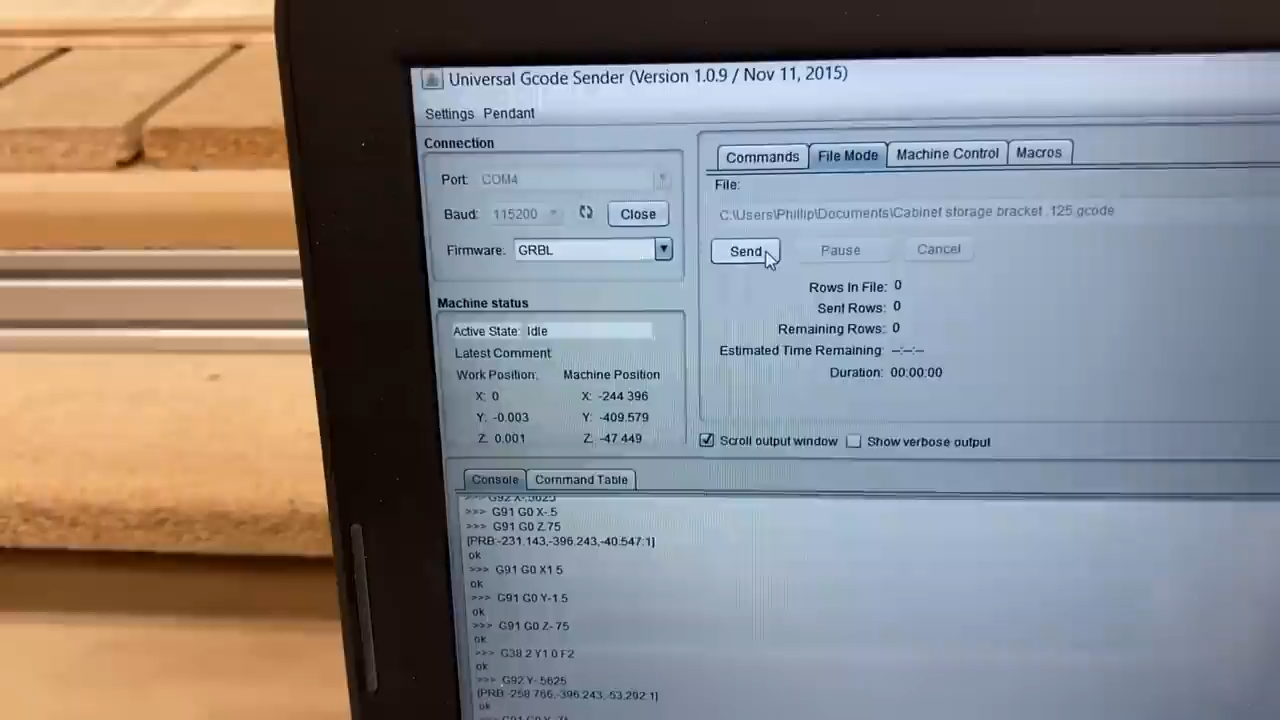 Universal Gcode Sender (Version 1.0.9 / Nov 11, 2015)
Settings Pendant
Connection
Port: COM4
Baud: 115200 Close
Firmware: GRBL
Machine status
Active State: Idle
Latest Comment
Work Position: Machine Position
X: 0 X: -244.396
Y: -0.003 Y: -409.579
Z: 0.001 Z: -47.449
Commands File Mode Machine Control Macros
File:
C:\Users\Phillip\Documents\Cabinet storage bracket .125.gcode
Send Pause Cancel
Rows In File: 0
Sent Rows: 0
Remaining Rows: 0
Estimated Time Remaining: --:--:--
Duration: 00:00:00
Scroll output window Show verbose output
Console Command Table
>>> G92 X-.5625
>>> G91 G0 X-.5
>>> G91 G0 Z.75
[PRB:-231.143,-396.243,-40.547:1]
ok
>>> G91 G0 X1.5
ok
>>> G91 G0 Y-1.5
ok
>>> G91 G0 Z-.75
ok
>>> G38.2 Y1.0 F2
ok
>>> G92 Y-.5625
[PRB:-258.766,-396.243,-53.202:1]
ok